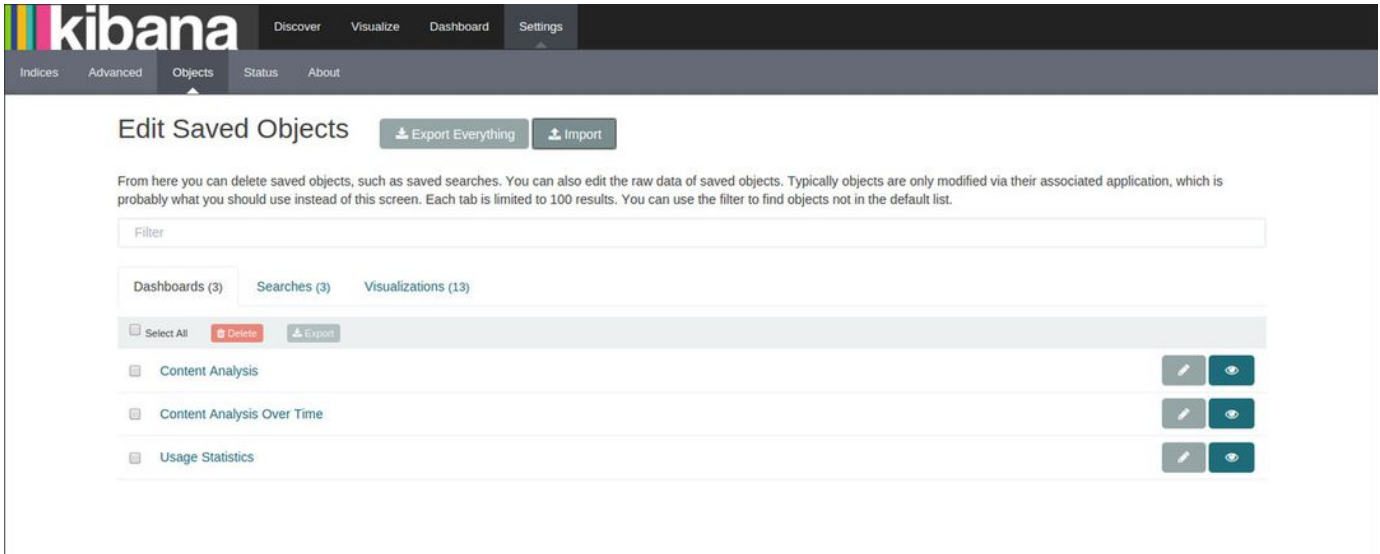 kibana Discover Visualize Dashboard Settings
Indices Advanced Objects Status About
Edit Saved Objects Export Everything Import
From here you can delete saved objects, such as saved searches. You can also edit the raw data of saved objects. Typically objects are only modified via their associated application, which is
probably what you should use instead of this screen. Each tab is limited to 100 results. You can use the filter to find objects not in the default list.
Filter
Dashboards (3) Searches (3) Visualizations (13)
Select All Delete Export
Content Analysis
Content Analysis Over Time
Usage Statistics